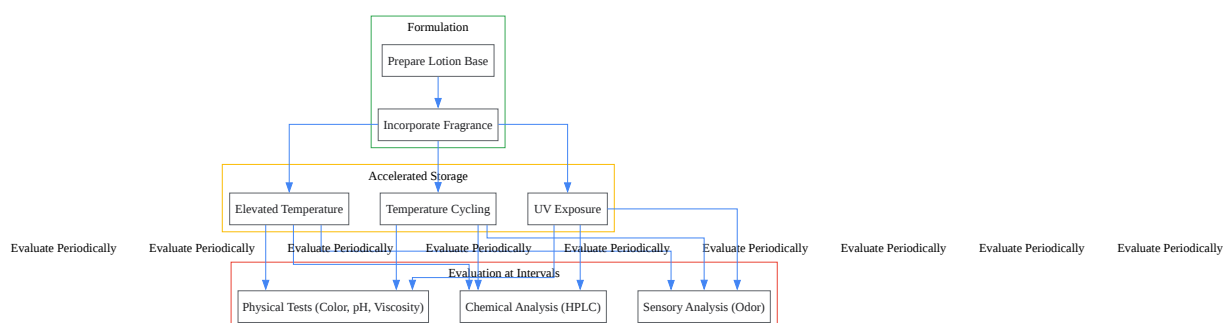 Formulation
Prepare Lotion Base
Incorporate Fragrance
Accelerated Storage
Elevated Temperature
Temperature Cycling
UV Exposure
Evaluate Periodically
Evaluate Periodically
Evaluate Periodically
Evaluate Periodically
Evaluate Periodically
Evaluate Periodically
Evaluate Periodically
Evaluate Periodically
Evaluate Periodically
Evaluation at Intervals
Physical Tests (Color, pH, Viscosity)
Chemical Analysis (HPLC)
Sensory Analysis (Odor)